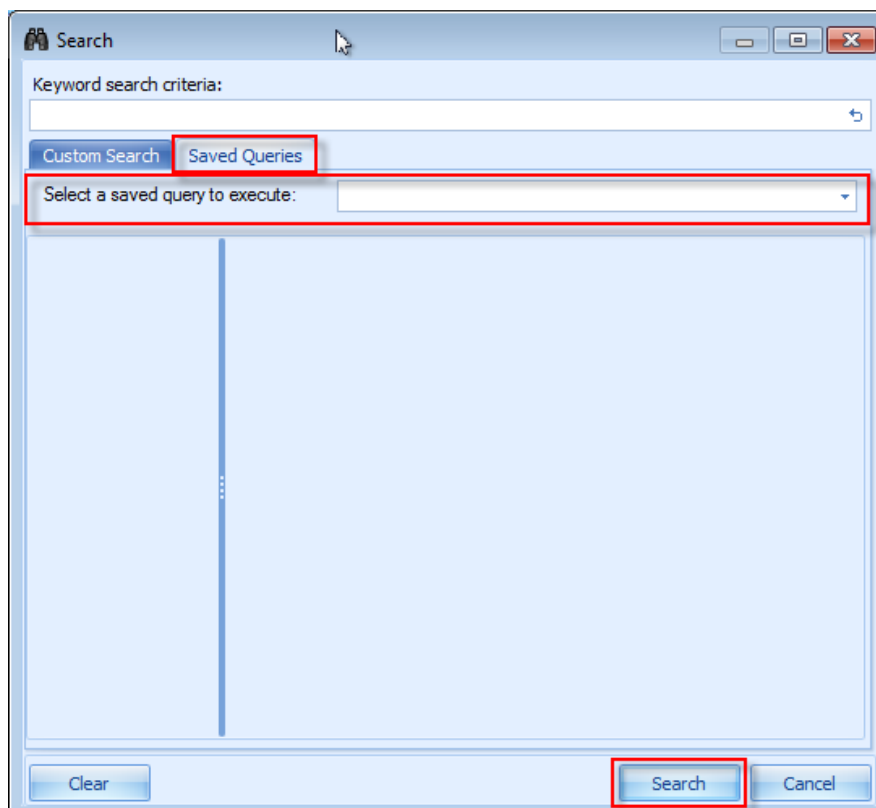 Search
Keyword search criteria:
Custom Search Saved Queries
Select a saved query to execute:
Clear Search Cancel